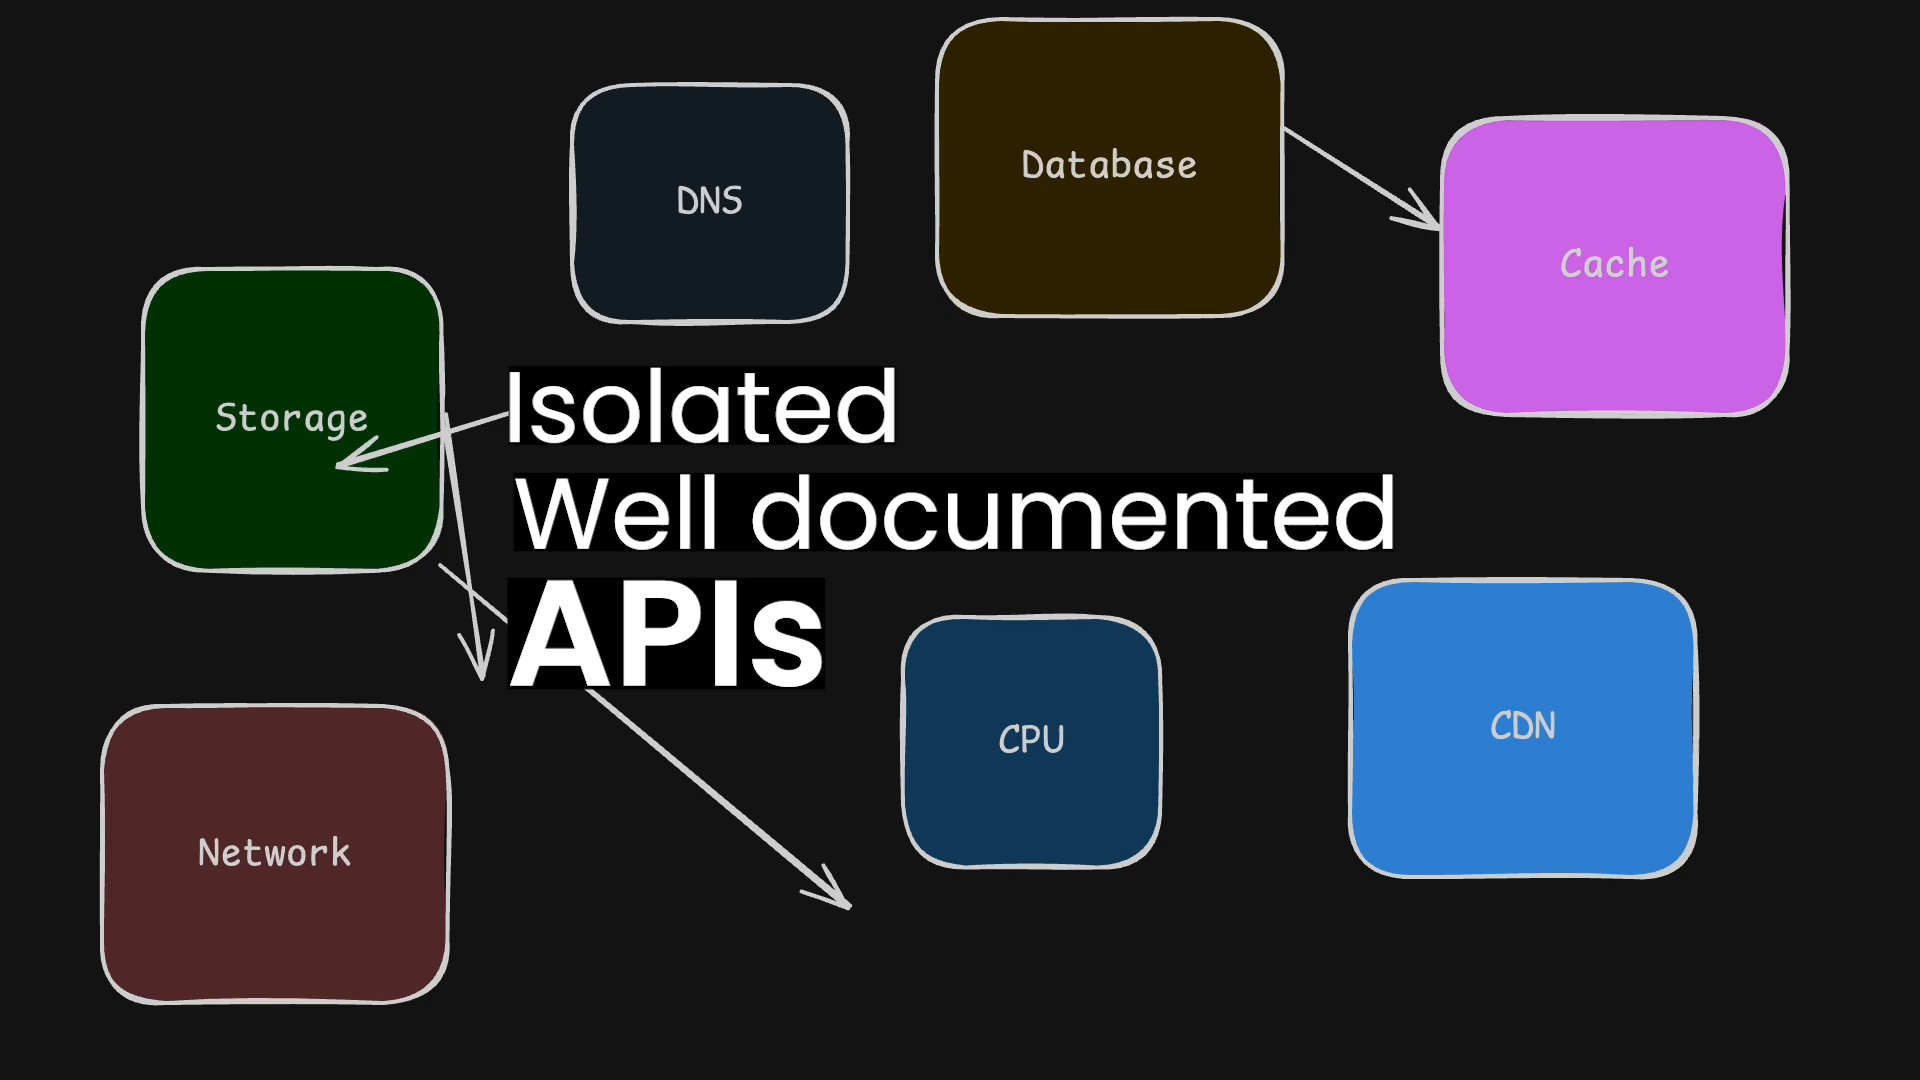 Database
DNS
Cache
Storage
Isolated
Well documented
APIs
CPU
CDN
Network